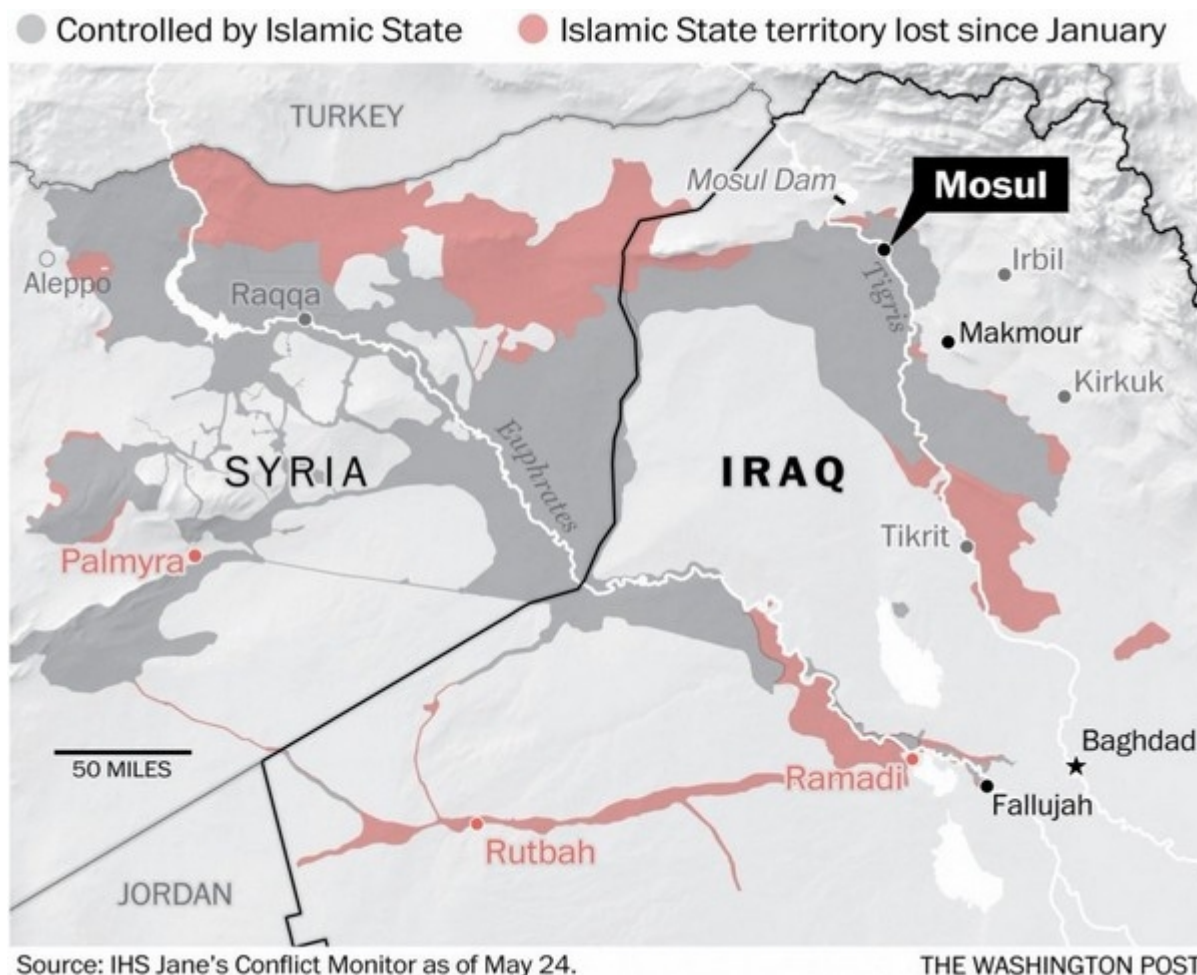 Controlled by Islamic State
Islamic State territory lost since January
TURKEY
Mosul Dam
Mosul
Aleppo
Raqqa
Tigris
Irbil
Makmour
Kirkuk
Euphrates
SYRIA
IRAQ
Tikrit
Palmyra
50 MILES
Baghdad
Ramadi
Fallujah
Rutbah
JORDAN
Source: IHS Jane's Conflict Monitor as of May 24.
THE WASHINGTON POST